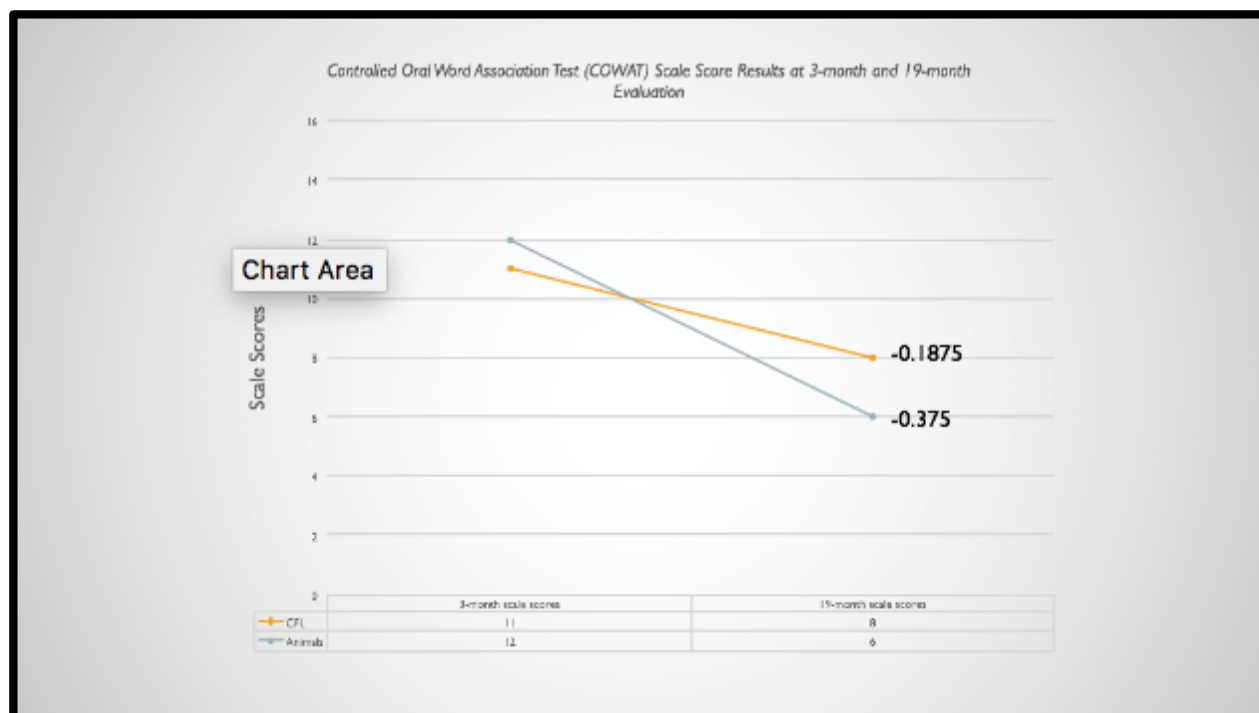 Controlled Oral Word Association Test (COWAT) Scale Score Results at 3-month and 19-month
Evaluation
16
14
12
Chart Area
10
Scale Scores
8
-0.1875
6
-0.375
4
2
0
3-month scale scores 19-month scale scores
CFL 11 8
Animals 12 6